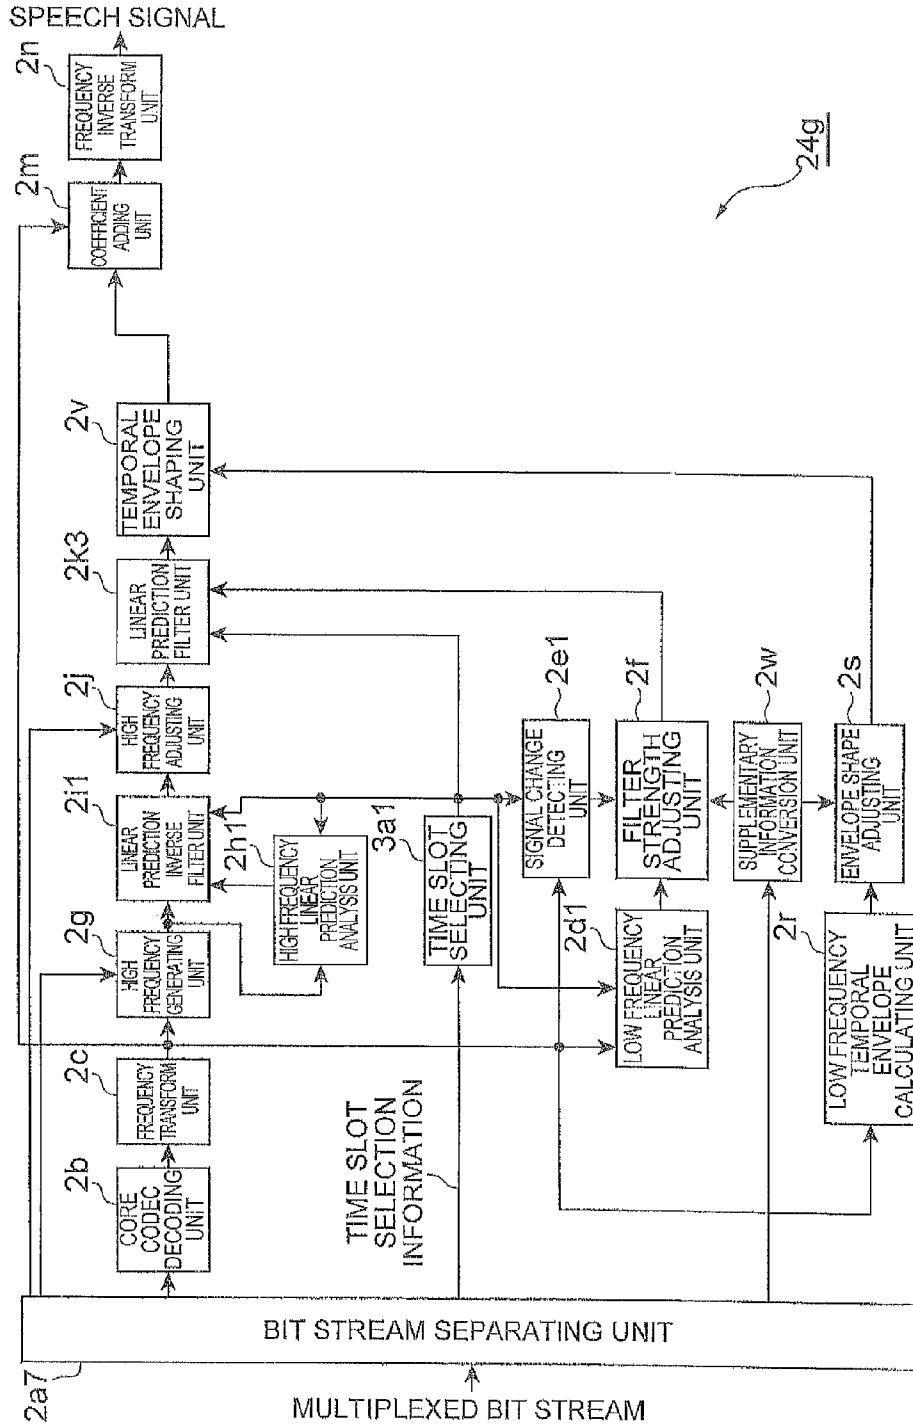 SPEECH SIGNAL
2n
FREQUENCY
INVERSE
TRANSFORM
UNIT
2m
COEFFICIENT
ADDING
UNIT
24g
2v
TEMPORAL
ENVELOPE
SHAPING
UNIT
2k3
LINEAR
PREDICTION
FILTER UNIT
2j
HIGH
FREQUENCY
ADJUSTING
UNIT
2i1
LINEAR
PREDICTION
INVERSE
FILTER UNIT
2h1
HIGH FREQUENCY
LINEAR
PREDICTION
ANALYSIS UNIT
2g
HIGH
FREQUENCY
GENERATING
UNIT
2c
FREQUENCY
TRANSFORM
UNIT
2b
CORE
CODEC
DECODING
UNIT
3a1
TIME SLOT
SELECTING
UNIT
TIME SLOT
SELECTION
INFORMATION
2e1
SIGNAL CHANGE
DETECTING
UNIT
2f
FILTER
STRENGTH
ADJUSTING
UNIT
2d1
LOW FREQUENCY
LINEAR
PREDICTION
ANALYSIS UNIT
2w
SUPPLEMENTARY
INFORMATION
CONVERSION UNIT
2s
ENVELOPE SHAPE
ADJUSTING
UNIT
2r
LOW FREQUENCY
TEMPORAL
ENVELOPE
CALCULATING UNIT
BIT STREAM SEPARATING UNIT
2a7
MULTIPLEXED BIT STREAM